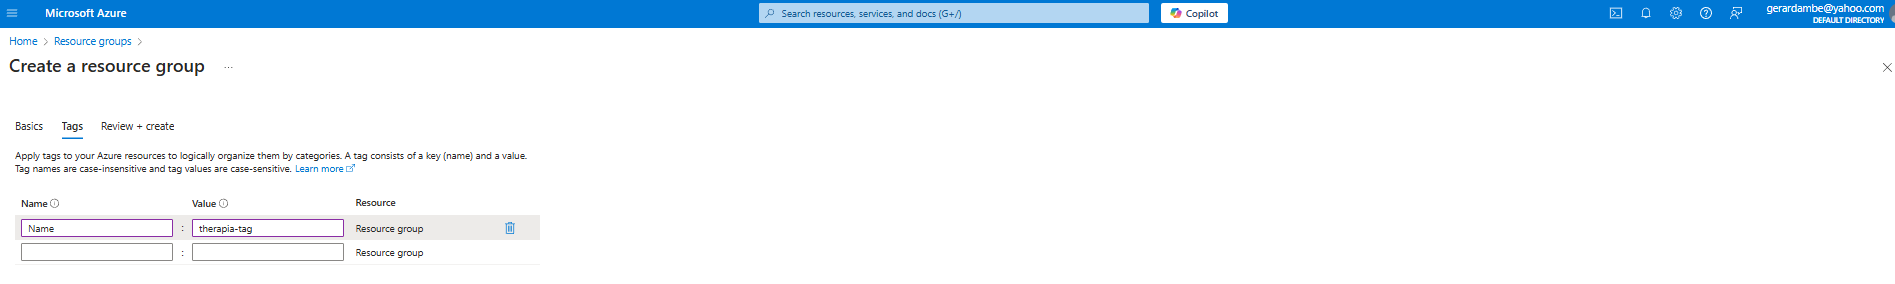 Microsoft Azure
Search resources, services, and docs (G+/)
Copilot
gerardambe@yahoo.com
DEFAULT DIRECTORY
Home > Resource groups >
Create a resource group ...
Basics Tags Review + create
Apply tags to your Azure resources to logically organize them by categories. A tag consists of a key (name) and a value.
Tag names are case-insensitive and tag values are case-sensitive. Learn more
Name Value Resource
Name : therapia-tag Resource group
: Resource group